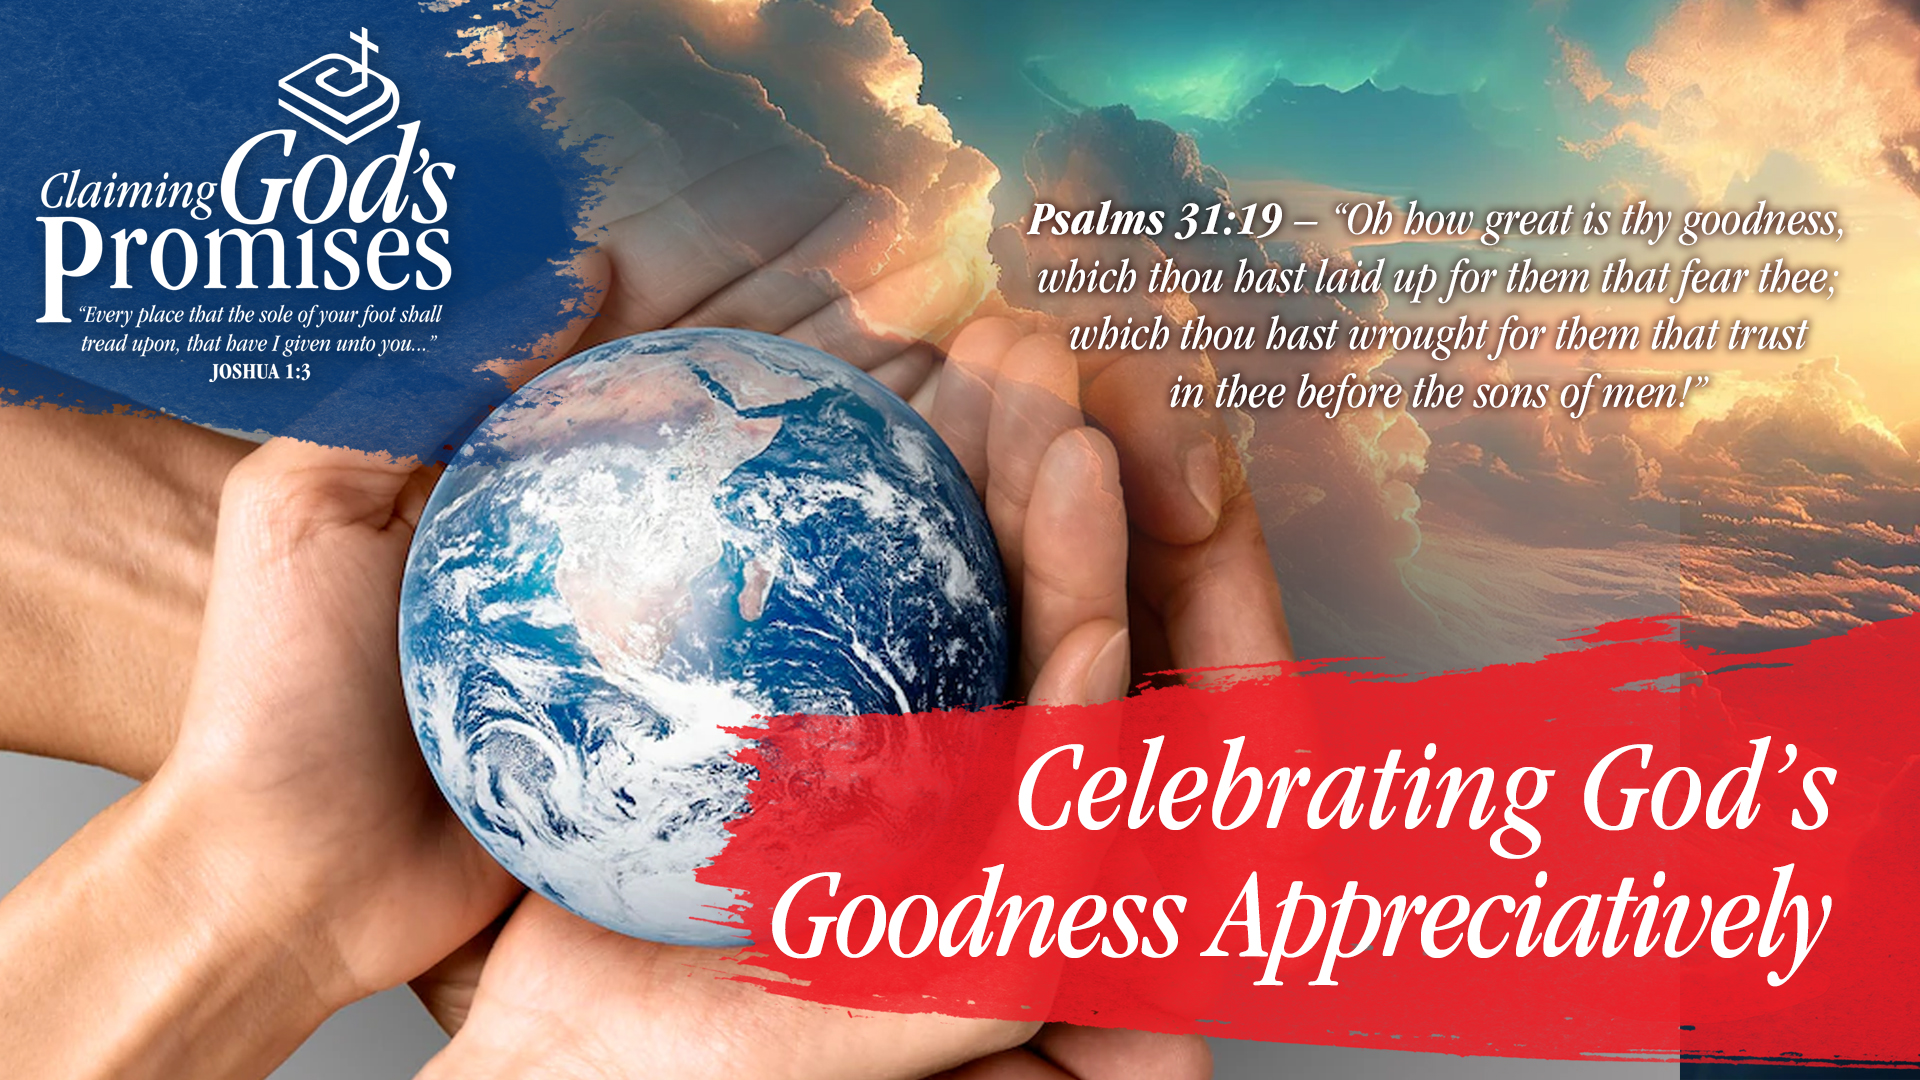 Claiming God's
Promises
“Every place that the sole of your foot shall
tread upon, that have I given unto you...”
JOSHUA 1:3
Psalms 31:19 – “Oh how great is thy goodness,
which thou hast laid up for them that fear thee;
which thou hast wrought for them that trust
in thee before the sons of men!”
Celebrating God’s
Goodness Appreciatively